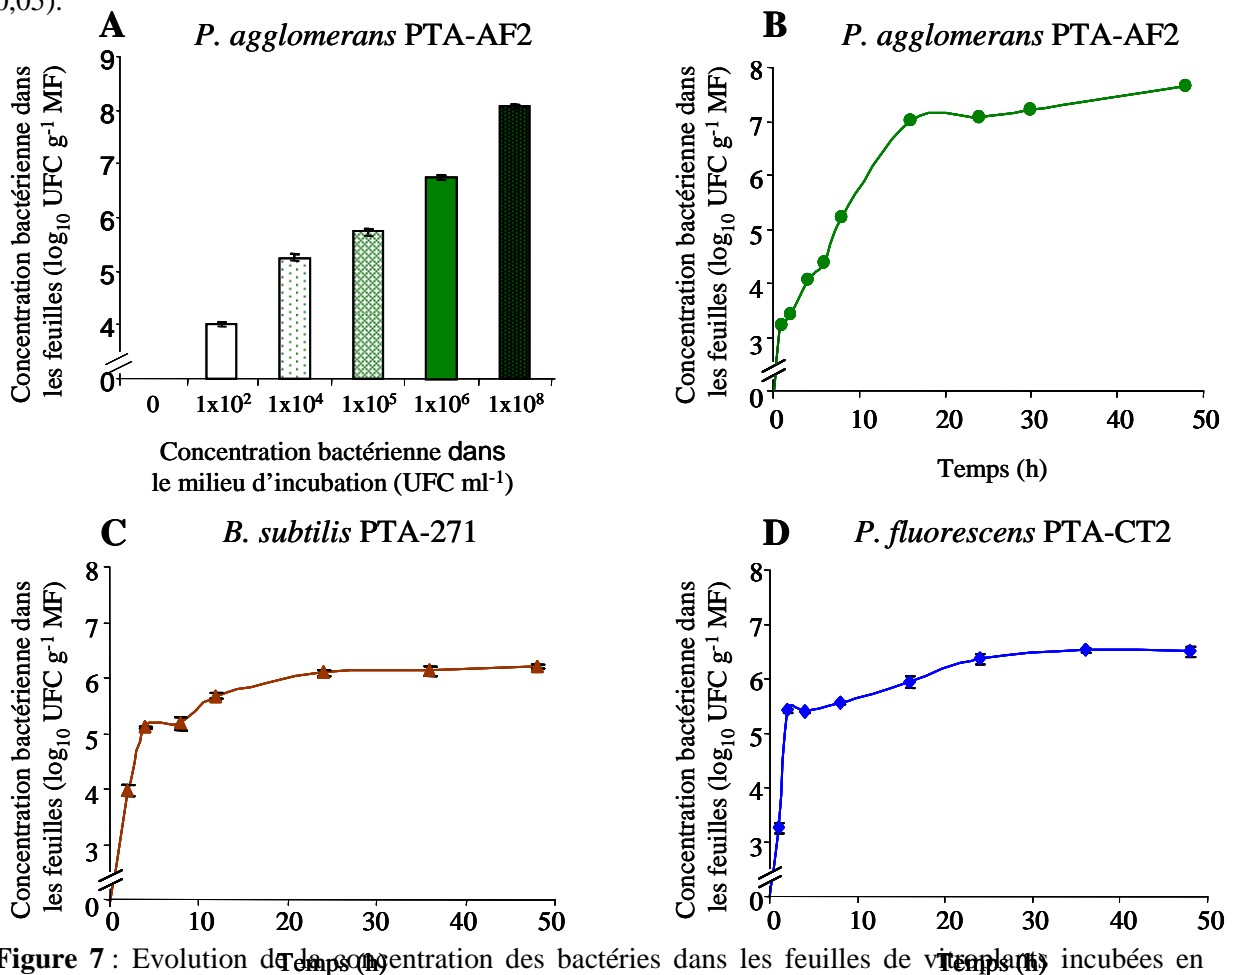 0,05).
A P. agglomerans PTA-AF2
Concentration bactérienne dans
les feuilles (log10 UFC g-1 MF)
9
8
7
6
5
4
0
0 1x10² 1x10⁴ 1x10⁵ 1x10⁶ 1x10⁸
Concentration bactérienne dans
le milieu d'incubation (UFC ml-1)
B P. agglomerans PTA-AF2
Concentration bactérienne dans
les feuilles (log10 UFC g-1 MF)
8
7
6
5
4
3
0
0 10 20 30 40 50
Temps (h)
C B. subtilis PTA-271
Concentration bactérienne dans
les feuilles (log10 UFC g-1 MF)
8
7
6
5
4
3
0
0 10 20 30 40 50
Temps (h)
D P. fluorescens PTA-CT2
Concentration bactérienne dans
les feuilles (log10 UFC g-1 MF)
8
7
6
5
4
3
0
0 10 20 30 40 50
Temps (h)
Figure 7 : Evolution de la concentration des bactéries dans les feuilles de vitroplants incubées en